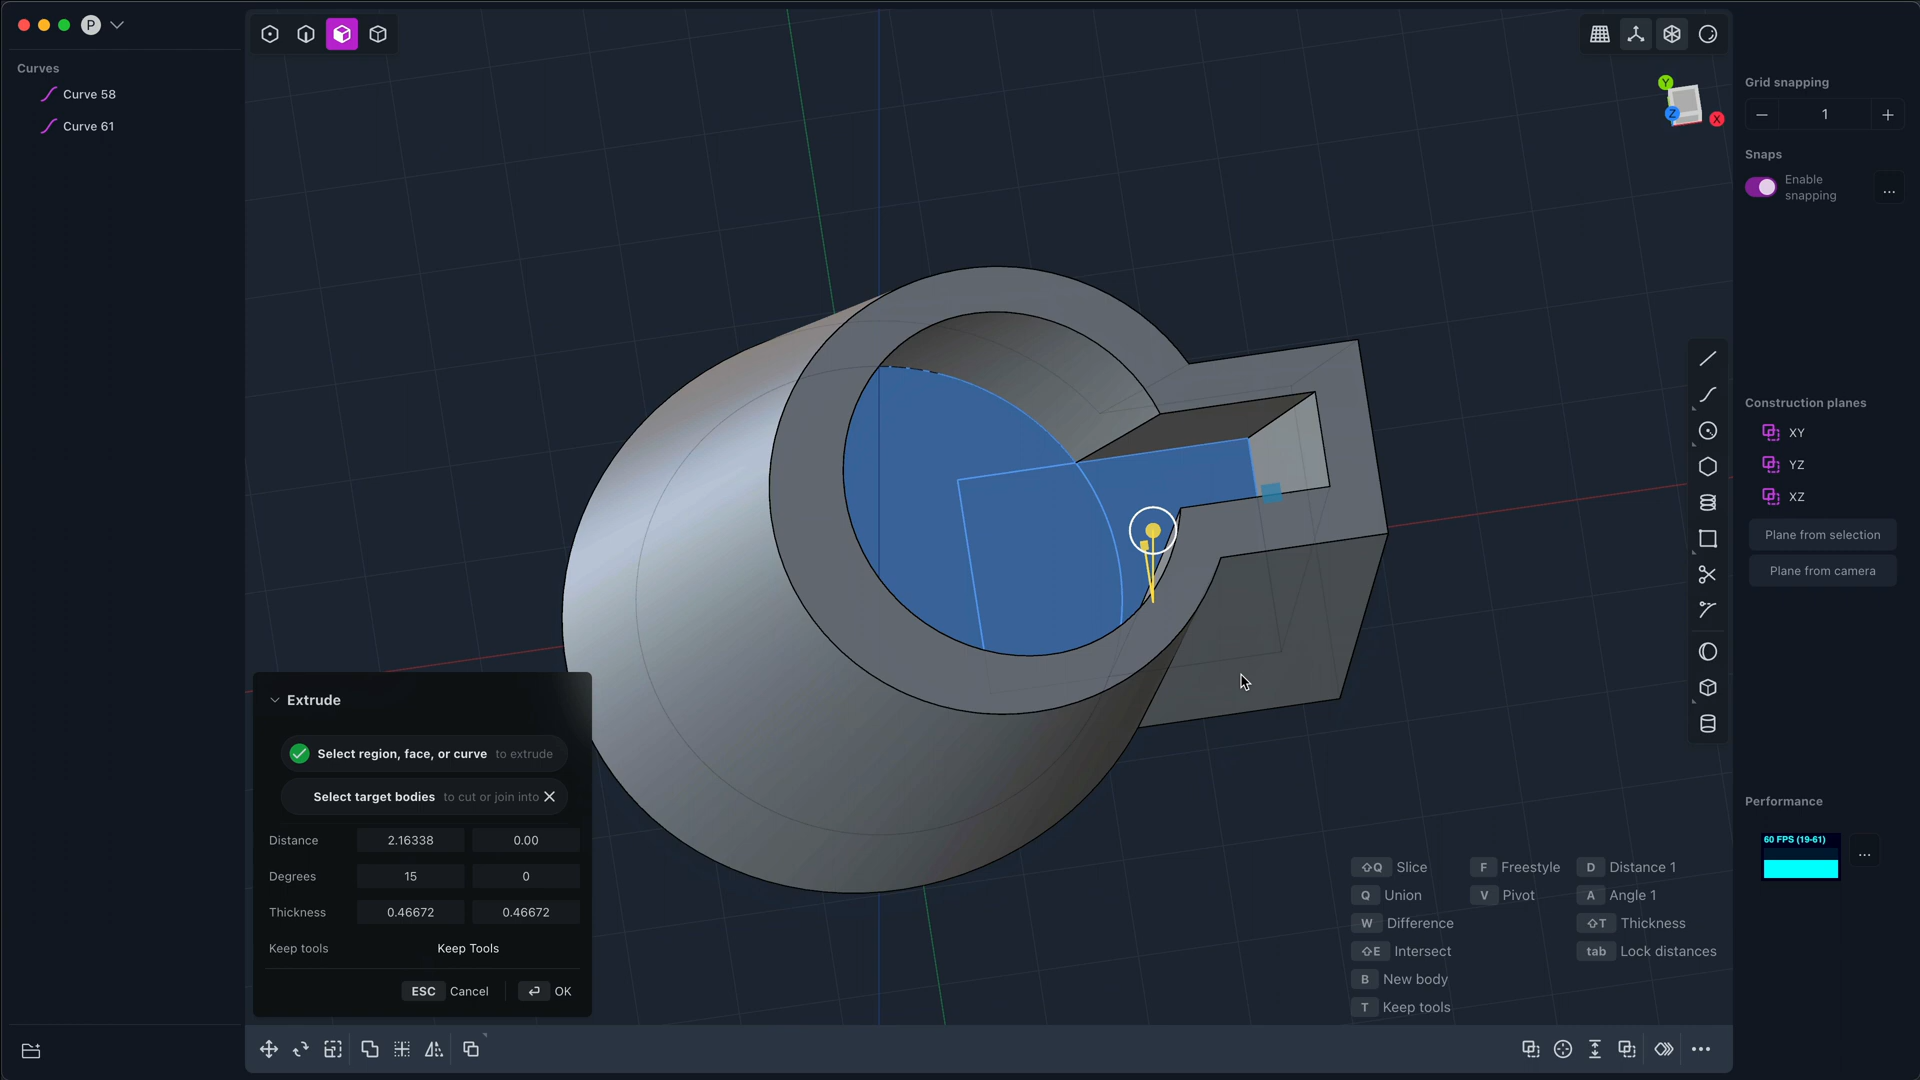 P
Curves
Curve 58
Curve 61
Y
Z
X
Grid snapping
1
Snaps
Enable
snapping
...
Construction planes
XY
YZ
XZ
Plane from selection
Plane from camera
Performance
60 FPS (19-61)
...
Extrude
Select region, face, or curve to extrude
Select target bodies to cut or join into
Distance 2.16338 0.00
Degrees 15 0
Thickness 0.46672 0.46672
Keep tools Keep Tools
ESC Cancel OK
⇧Q Slice F Freestyle D Distance 1
Q Union V Pivot A Angle 1
W Difference ⇧T Thickness
⇧E Intersect tab Lock distances
B New body
T Keep tools